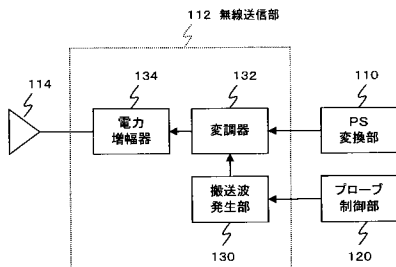 112 無線送信部
114
134
132
110
電力
増幅器
変調器
PS
変換部
搬送波
発生部
プローブ
制御部
130
120